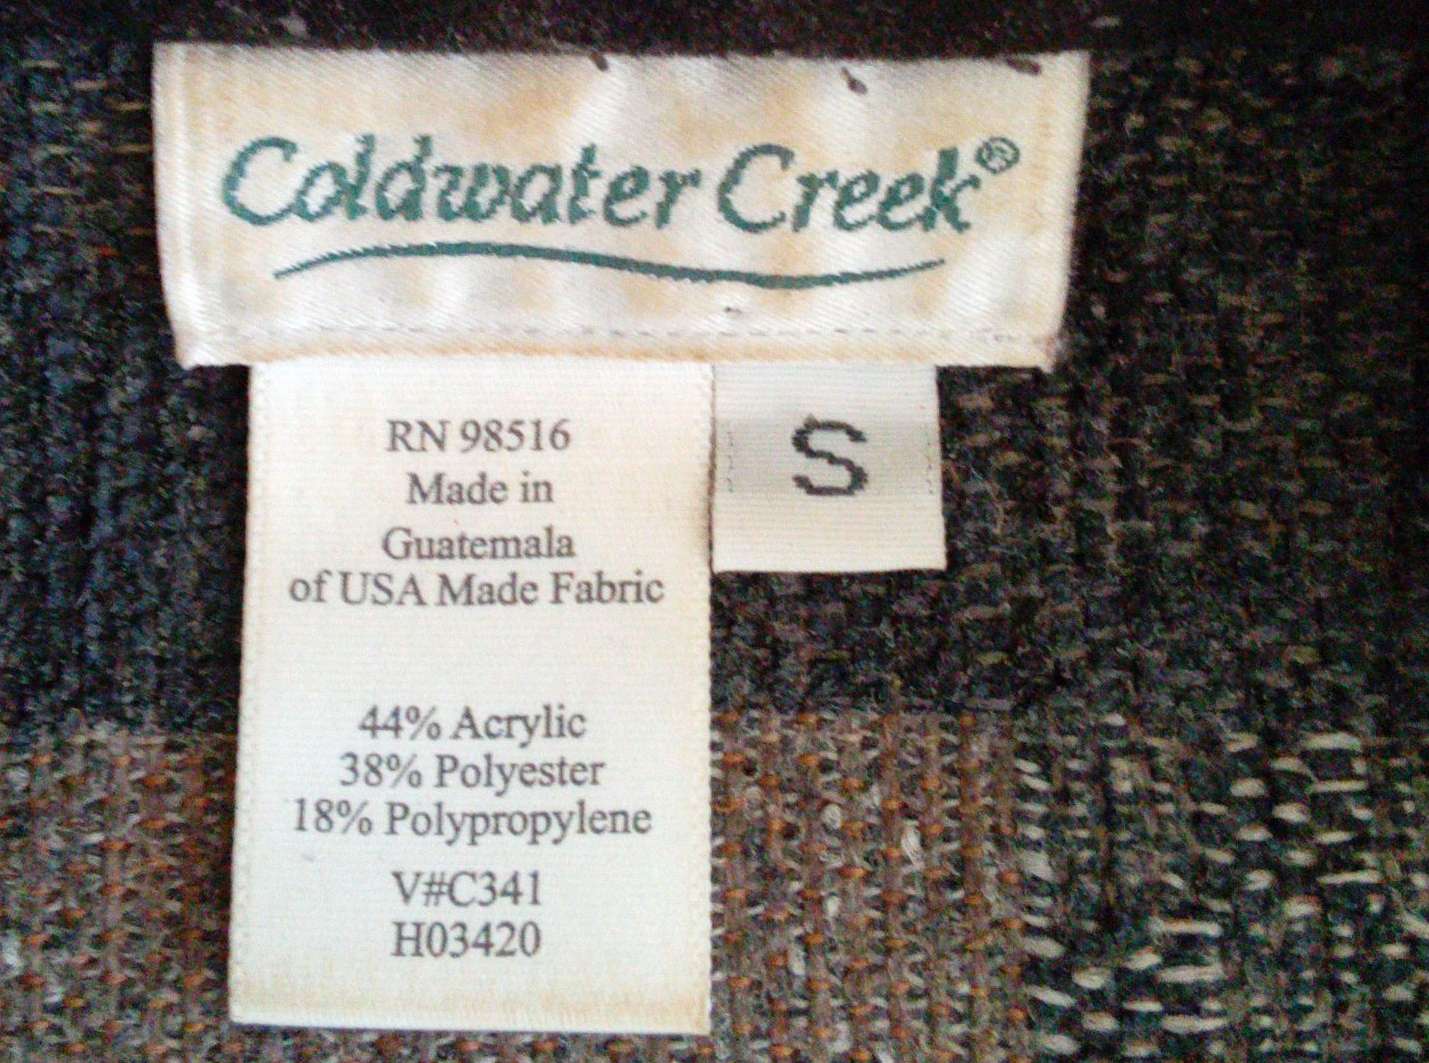 Coldwater Creek®
RN 98516
Made in
Guatemala
of USA Made Fabric
44% Acrylic
38% Polyester
18% Polypropylene
V#C341
H03420
S